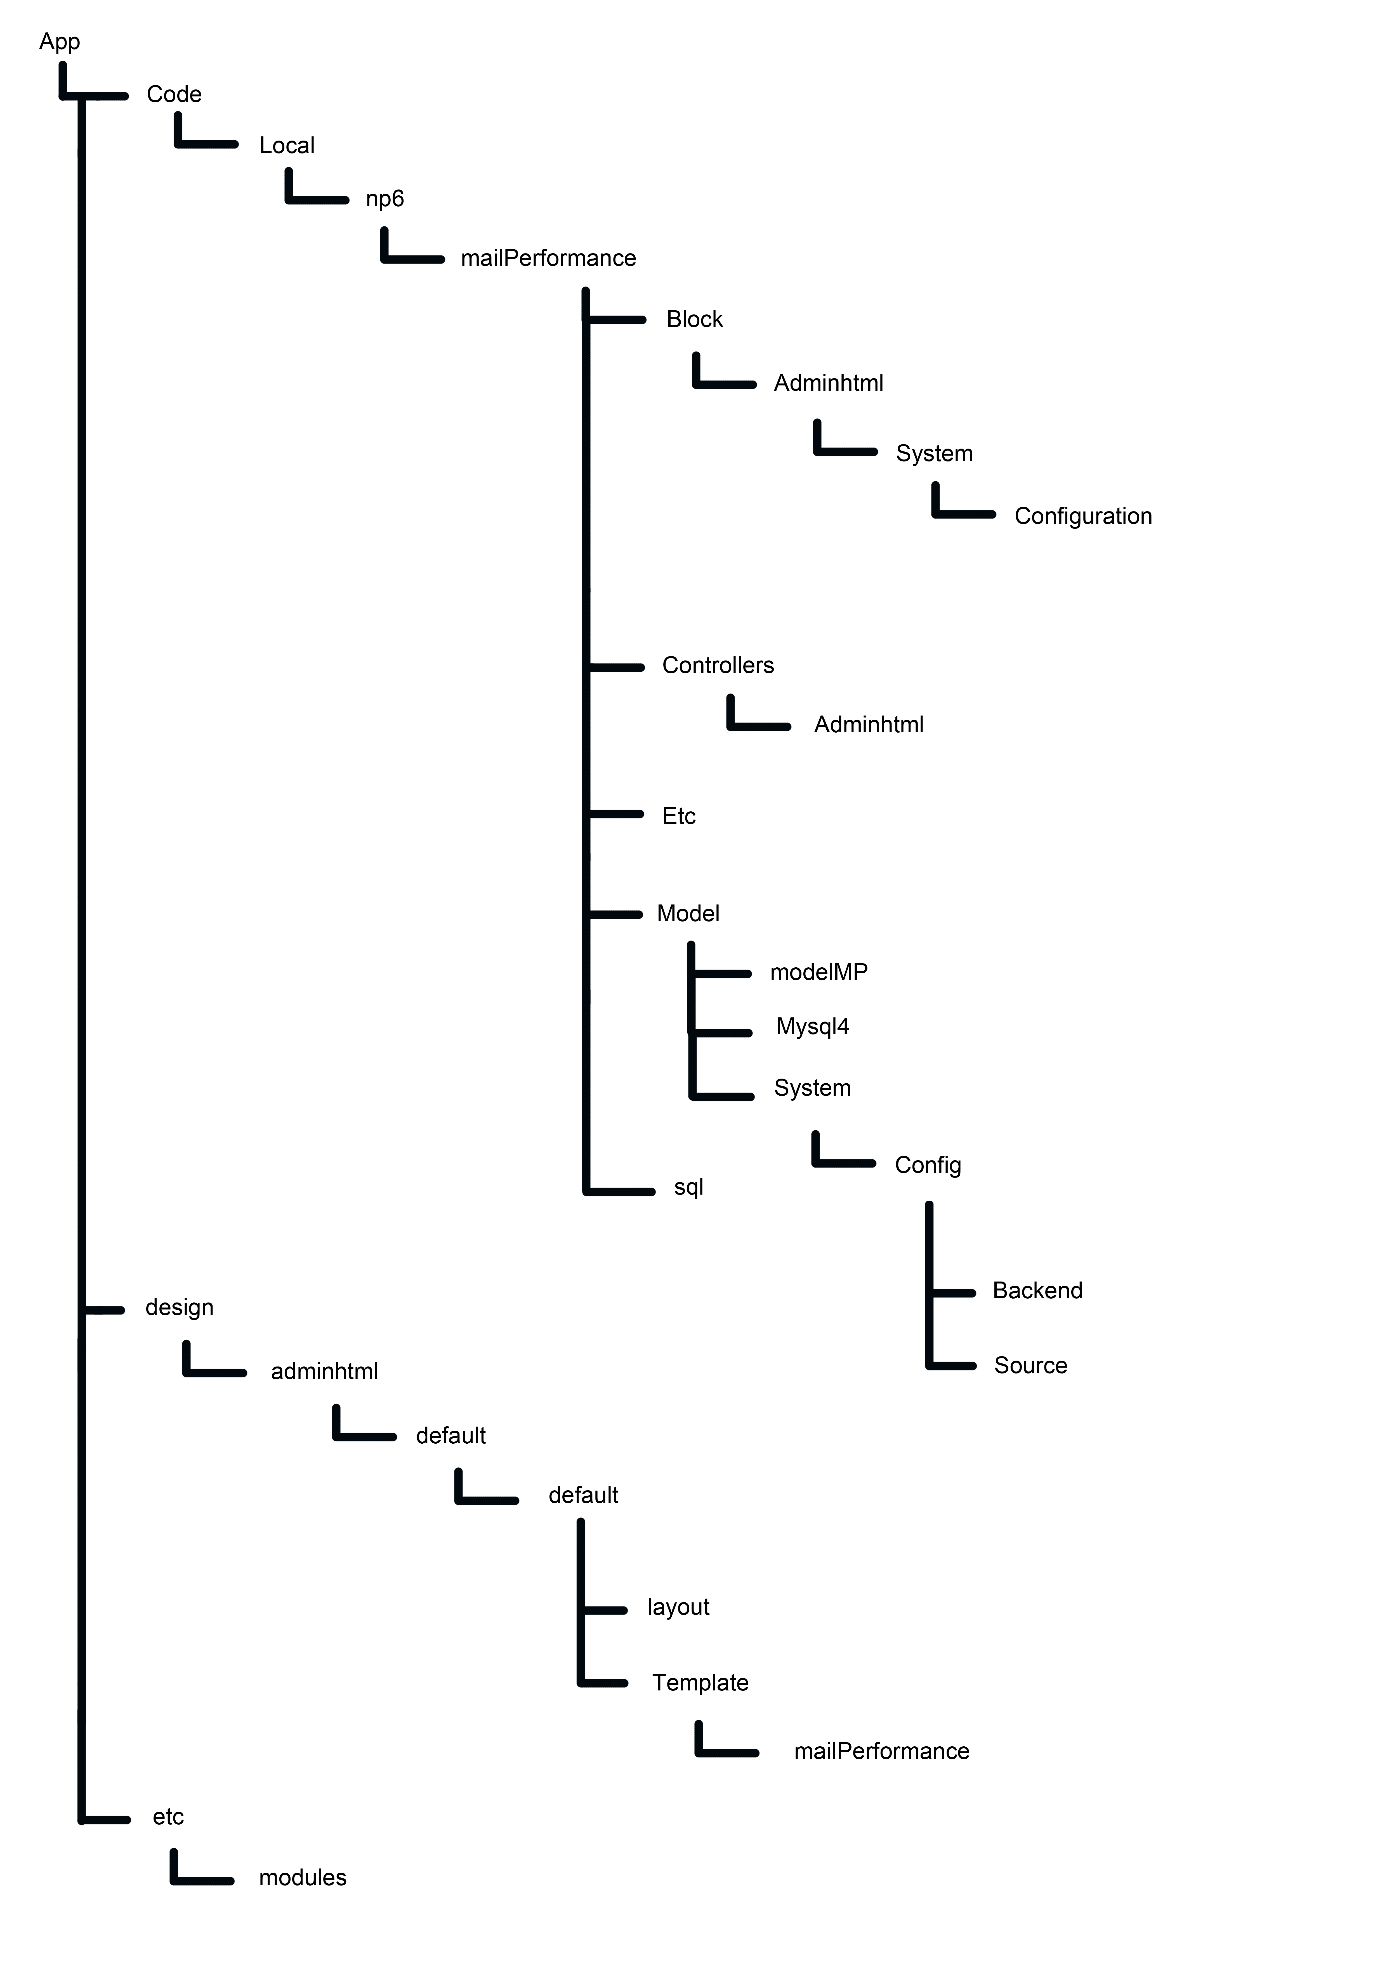 App
Code
Local
np6
mailPerformance
Block
Adminhtml
System
Configuration
Controllers
Adminhtml
Etc
Model
modelMP
Mysql4
System
Config
sql
Backend
design
Source
adminhtml
default
default
layout
Template
mailPerformance
etc
modules